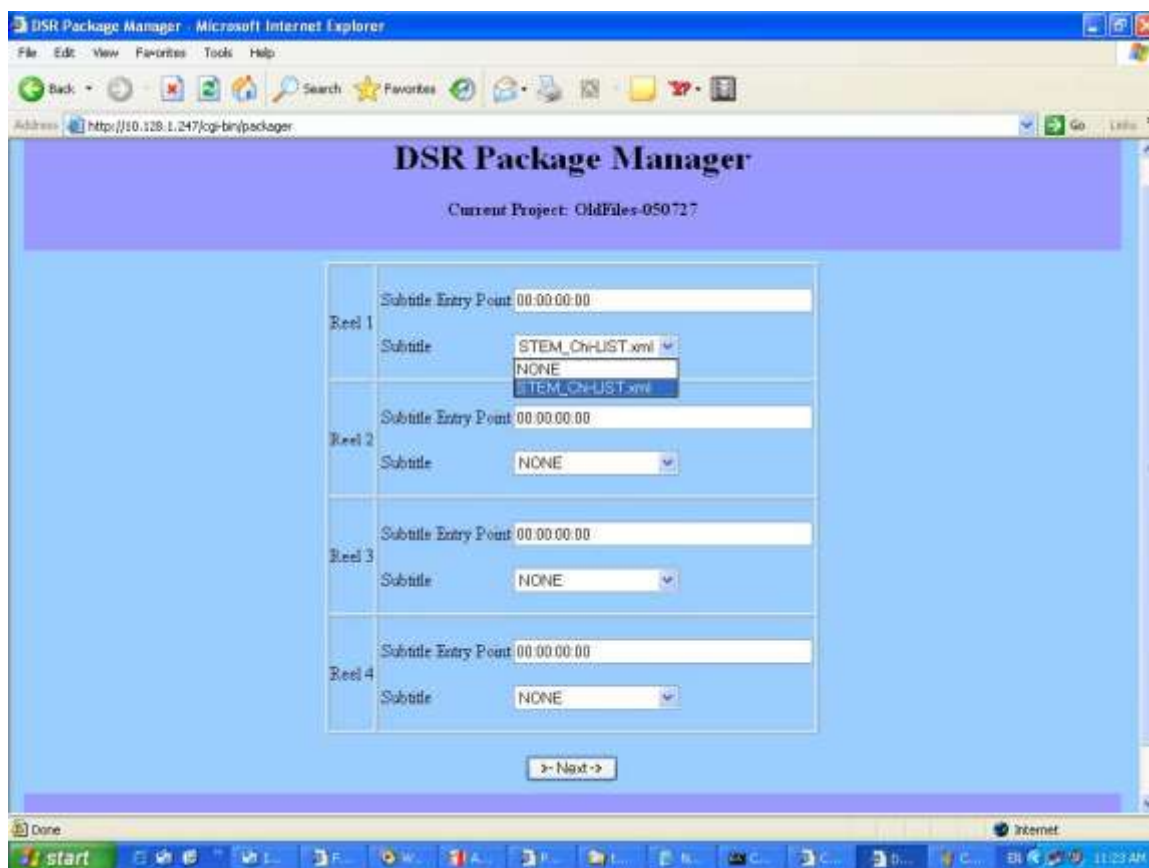 DSR Package Manager - Microsoft Internet Explorer
File Edit View Favorites Tools Help
Back Search Favorites
Address http://10.128.1.247/cgi-bin/packager Go Links
DSR Package Manager
Current Project: OldFiles-050727
Reel 1
Subtitle Entry Point 00:00:00:00
Subtitle STEM_Chi-LIST.xml
NONE
STEM_Chi-LIST.xml
Reel 2
Subtitle Entry Point 00:00:00:00
Subtitle NONE
Reel 3
Subtitle Entry Point 00:00:00:00
Subtitle NONE
Reel 4
Subtitle Entry Point 00:00:00:00
Subtitle NONE
>- Next ->
Done Internet
start 11:23 AM